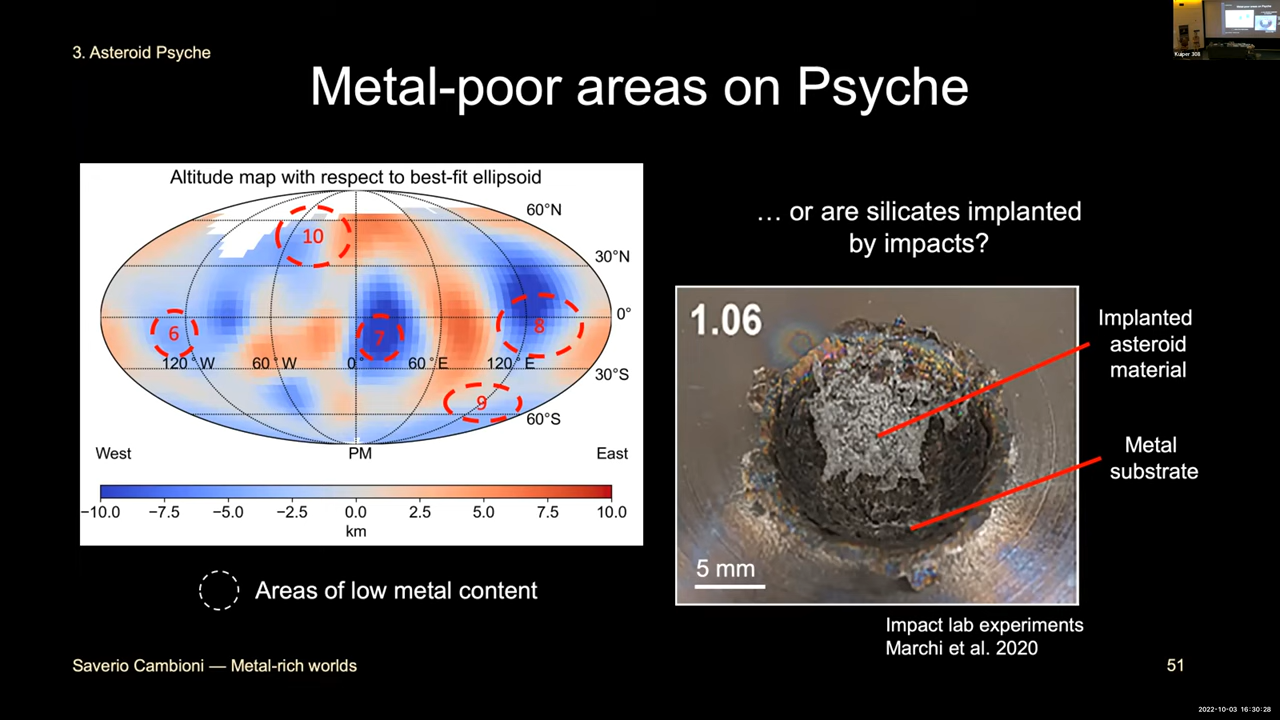 3. Asteroid Psyche
Metal-poor areas on Psyche
Altitude map with respect to best-fit ellipsoid
60°N
30°N
0°
30°S
60°S
10
6
7
8
9
120°W
60°W
0°
60°E
120°E
West
PM
East
−10.0
−7.5
−5.0
−2.5
0.0
2.5
5.0
7.5
10.0
km
Areas of low metal content
… or are silicates implanted
by impacts?
1.06
5 mm
Implanted
asteroid
material
Metal
substrate
Impact lab experiments
Marchi et al. 2020
Saverio Cambioni — Metal-rich worlds
51
Kuiper 308
2022-10-03 16:30:28